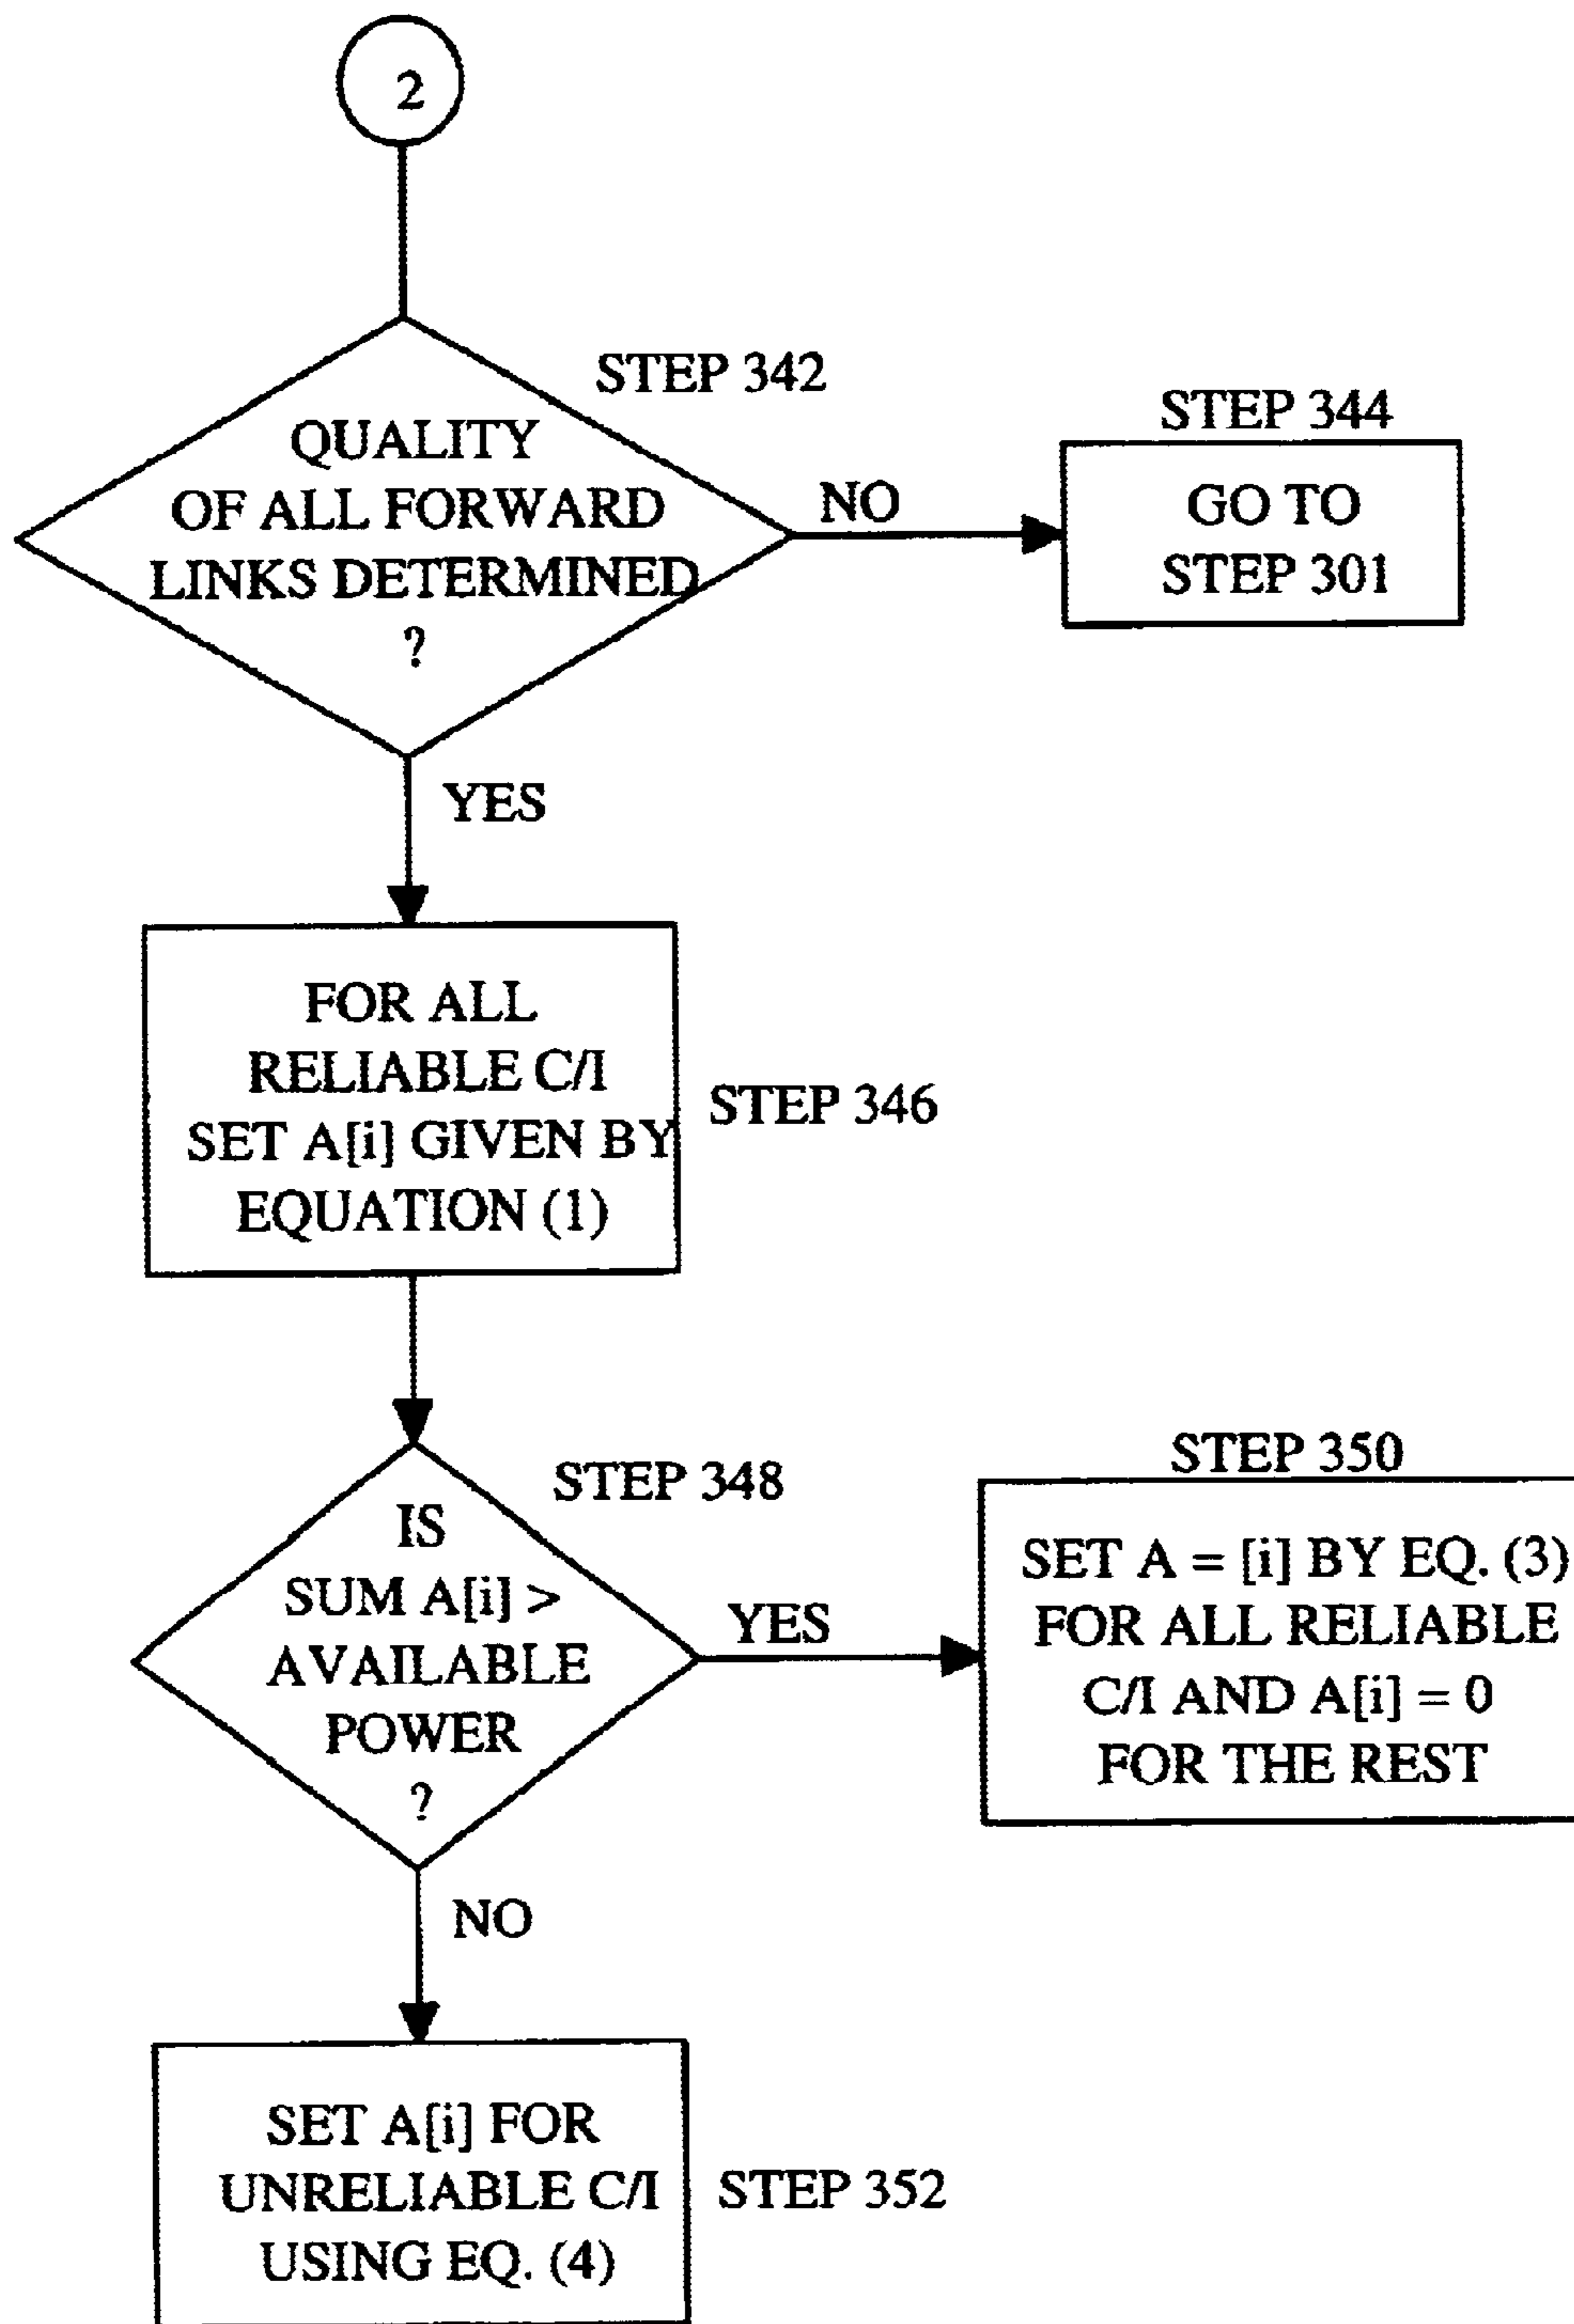 2
STEP 342
QUALITY
OF ALL FORWARD
LINKS DETERMINED
?
NO
STEP 344
GO TO
STEP 301
YES
FOR ALL
RELIABLE C/I
SET A[i] GIVEN BY
EQUATION (1)
STEP 346
STEP 348
IS
SUM A[i] >
AVAILABLE
POWER
?
YES
STEP 350
SET A = [i] BY EQ. (3)
FOR ALL RELIABLE
C/I AND A[i] = 0
FOR THE REST
NO
SET A[i] FOR
UNRELIABLE C/I
USING EQ. (4)
STEP 352